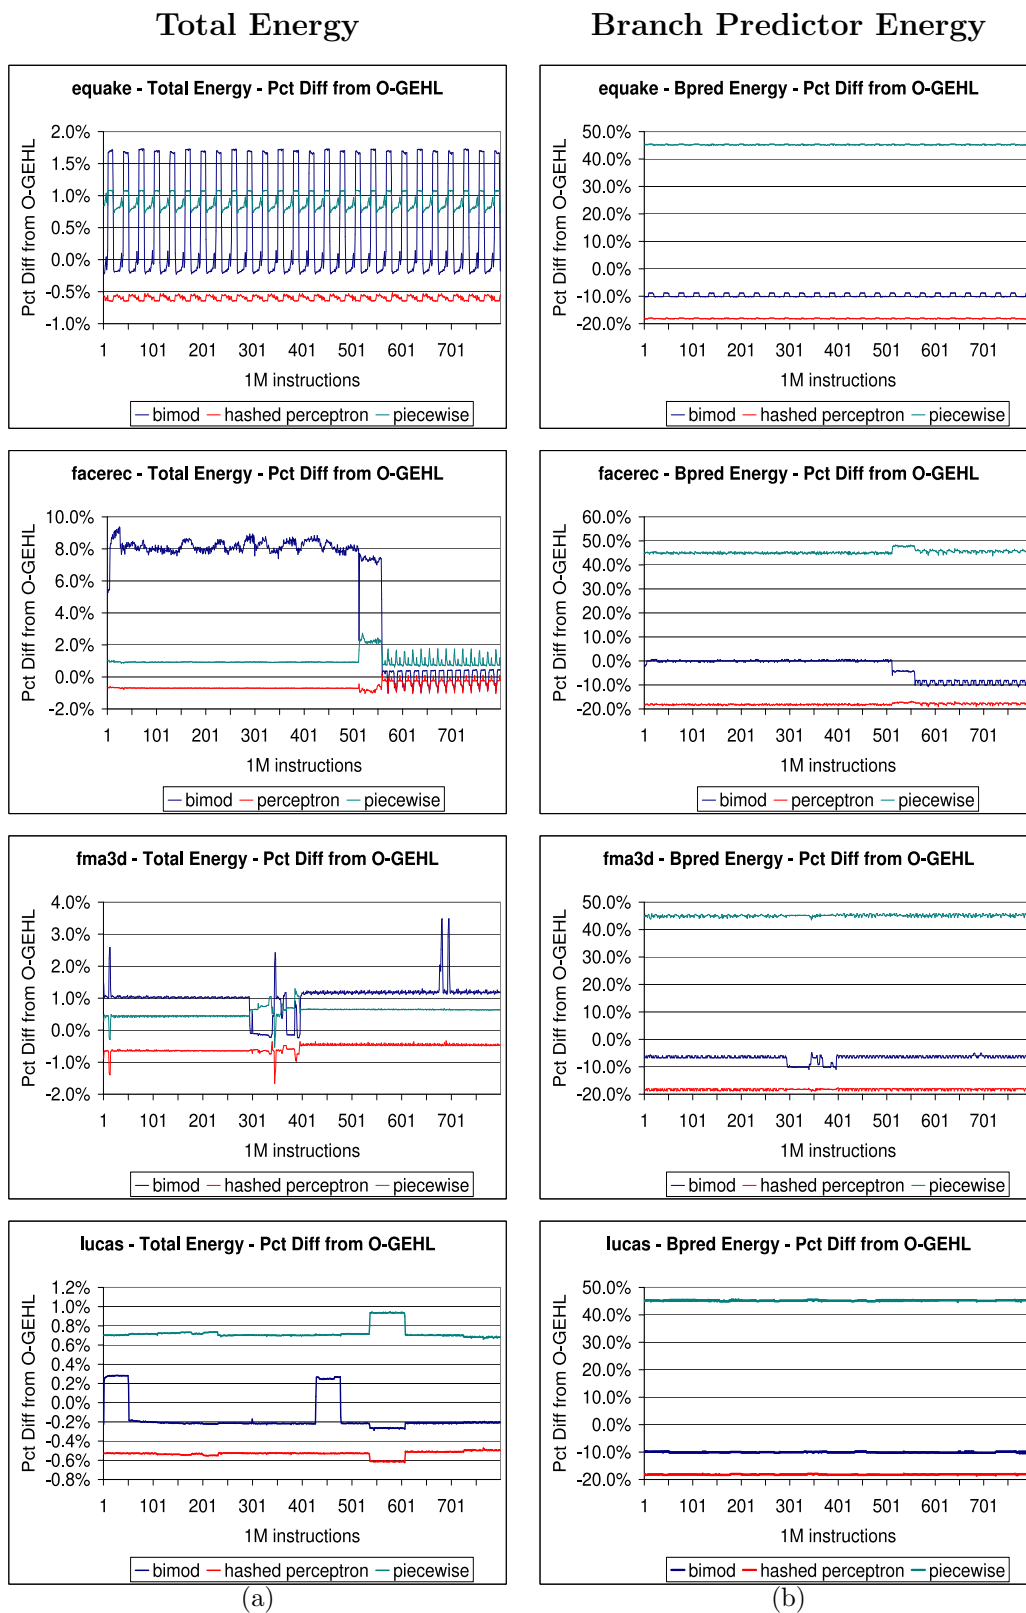 Total Energy
Branch Predictor Energy
equake - Total Energy - Pct Diff from O-GEHL
Pct Diff from O-GEHL
2.0%
1.5%
1.0%
0.5%
0.0%
-0.5%
-1.0%
1 101 201 301 401 501 601 701
1M instructions
bimod hashed perceptron piecewise
equake - Bpred Energy - Pct Diff from O-GEHL
Pct Diff from O-GEHL
50.0%
40.0%
30.0%
20.0%
10.0%
0.0%
-10.0%
-20.0%
1 101 201 301 401 501 601 701
1M instructions
bimod hashed perceptron piecewise
facerec - Total Energy - Pct Diff from O-GEHL
Pct Diff from O-GEHL
10.0%
8.0%
6.0%
4.0%
2.0%
0.0%
-2.0%
1 101 201 301 401 501 601 701
1M instructions
bimod perceptron piecewise
facerec - Bpred Energy - Pct Diff from O-GEHL
Pct Diff from O-GEHL
60.0%
50.0%
40.0%
30.0%
20.0%
10.0%
0.0%
-10.0%
-20.0%
1 101 201 301 401 501 601 701
1M instructions
bimod perceptron piecewise
fma3d - Total Energy - Pct Diff from O-GEHL
Pct Diff from O-GEHL
4.0%
3.0%
2.0%
1.0%
0.0%
-1.0%
-2.0%
1 101 201 301 401 501 601 701
1M instructions
bimod hashed perceptron piecewise
fma3d - Bpred Energy - Pct Diff from O-GEHL
Pct Diff from O-GEHL
50.0%
40.0%
30.0%
20.0%
10.0%
0.0%
-10.0%
-20.0%
1 101 201 301 401 501 601 701
1M instructions
bimod hashed perceptron piecewise
lucas - Total Energy - Pct Diff from O-GEHL
Pct Diff from O-GEHL
1.2%
1.0%
0.8%
0.6%
0.4%
0.2%
0.0%
-0.2%
-0.4%
-0.6%
-0.8%
1 101 201 301 401 501 601 701
1M instructions
bimod hashed perceptron piecewise
lucas - Bpred Energy - Pct Diff from O-GEHL
Pct Diff from O-GEHL
50.0%
40.0%
30.0%
20.0%
10.0%
0.0%
-10.0%
-20.0%
1 101 201 301 401 501 601 701
1M instructions
bimod hashed perceptron piecewise
(a)
(b)